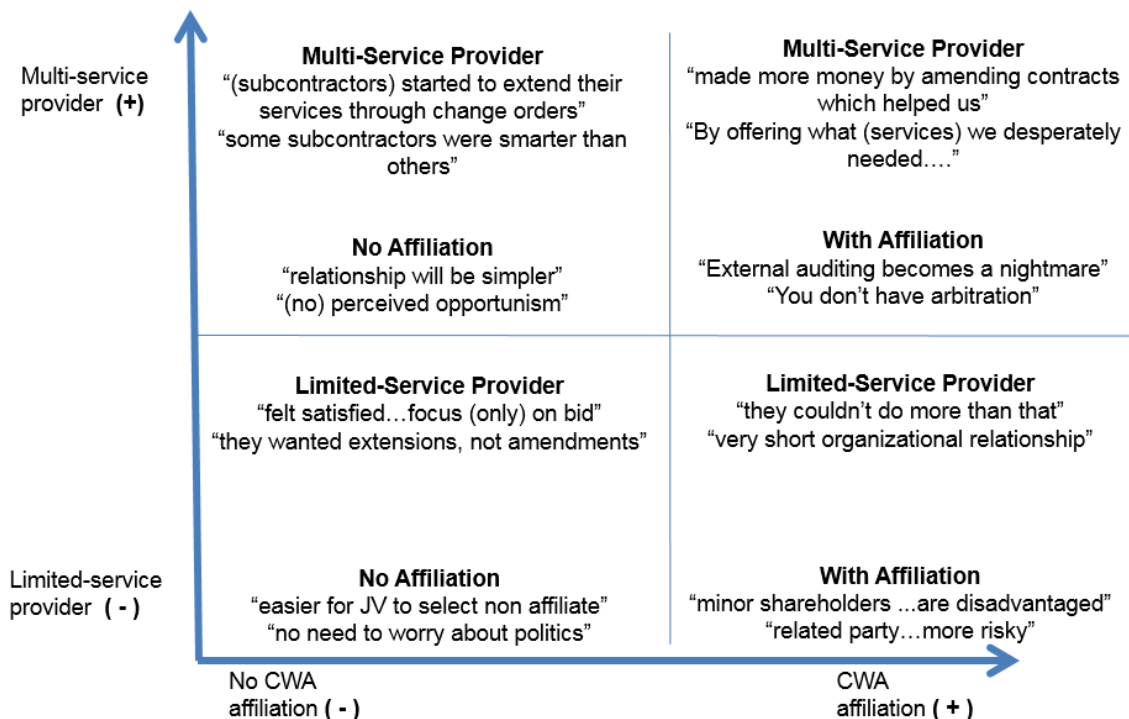 Multi-service
provider (+)
Multi-Service Provider
“(subcontractors) started to extend their
services through change orders”
“some subcontractors were smarter than
others”
No Affiliation
“relationship will be simpler”
“(no) perceived opportunism”
Multi-Service Provider
“made more money by amending contracts
which helped us”
“By offering what (services) we desperately
needed….”
With Affiliation
“External auditing becomes a nightmare”
“You don’t have arbitration”
Limited-service
provider ( - )
Limited-Service Provider
“felt satisfied…focus (only) on bid”
“they wanted extensions, not amendments”
No Affiliation
“easier for JV to select non affiliate”
“no need to worry about politics”
Limited-Service Provider
“they couldn’t do more than that”
“very short organizational relationship”
With Affiliation
“minor shareholders ...are disadvantaged”
“related party…more risky”
No CWA
affiliation ( - )
CWA
affiliation ( + )